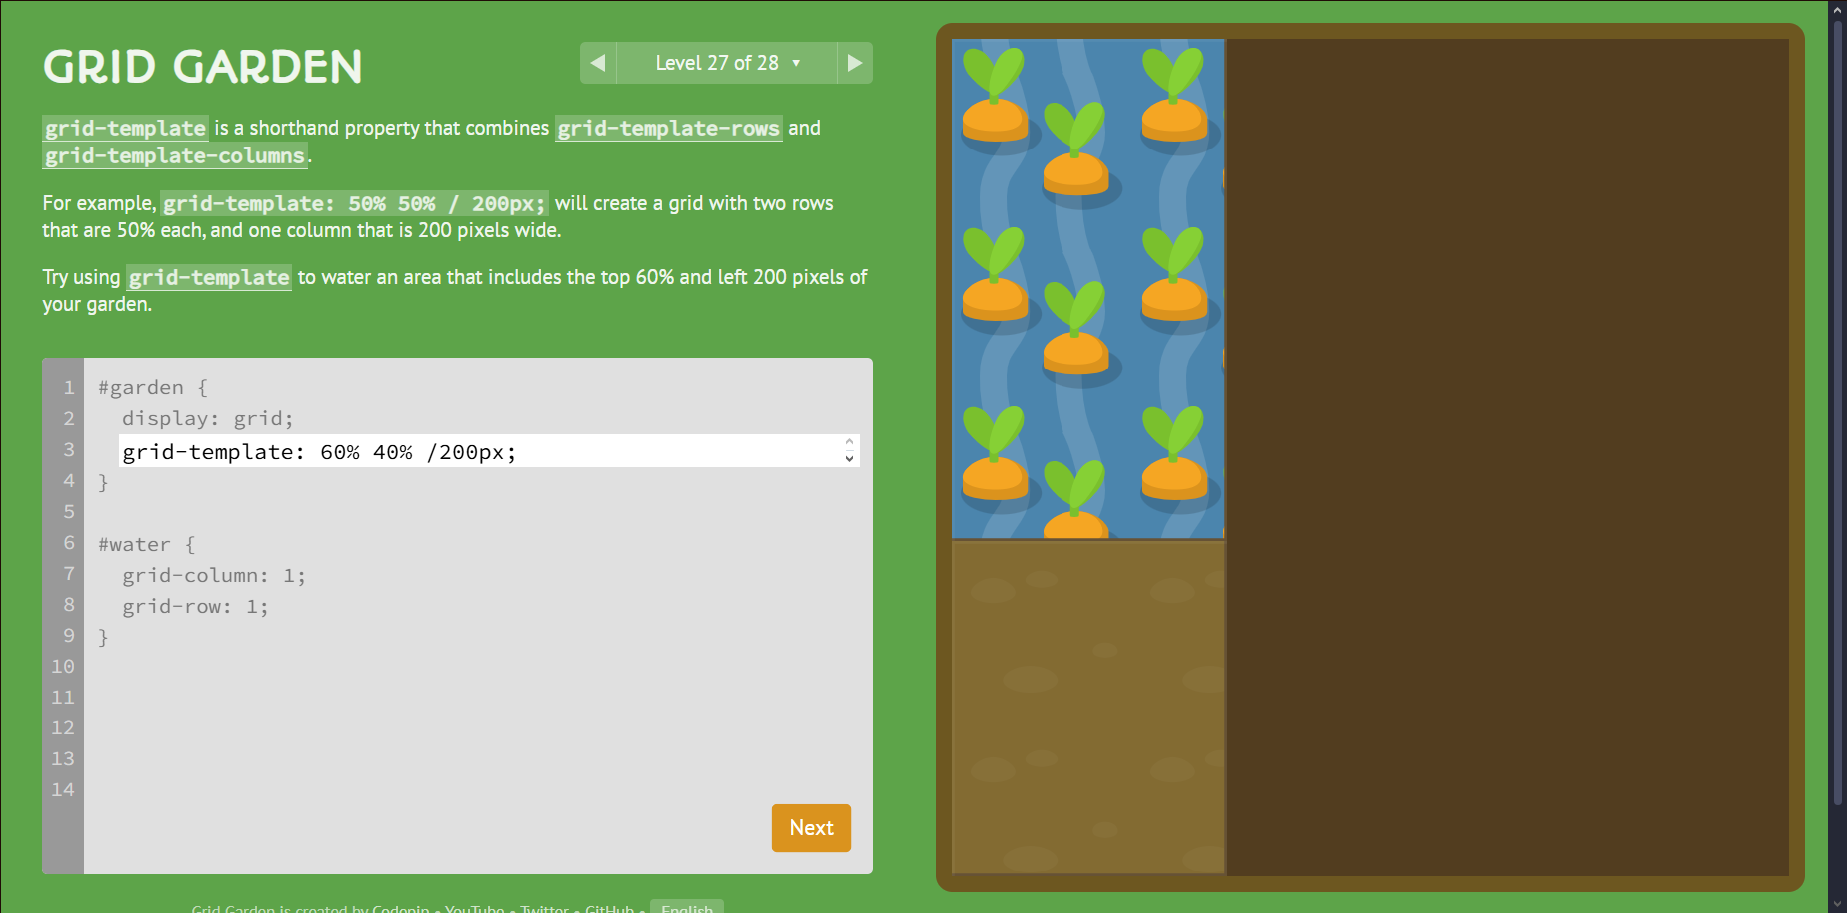 GRID GARDEN
Level 27 of 28
grid-template is a shorthand property that combines grid-template-rows and
grid-template-columns.
For example, grid-template: 50% 50% / 200px; will create a grid with two rows
that are 50% each, and one column that is 200 pixels wide.
Try using grid-template to water an area that includes the top 60% and left 200 pixels of
your garden.
1 #garden {
2 display: grid;
3 grid-template: 60% 40% /200px;
4 }
5
6 #water {
7 grid-column: 1;
8 grid-row: 1;
9 }
10
11
12
13
14
Next
Grid Garden is created by Codepip • YouTube • Twitter • GitHub • English